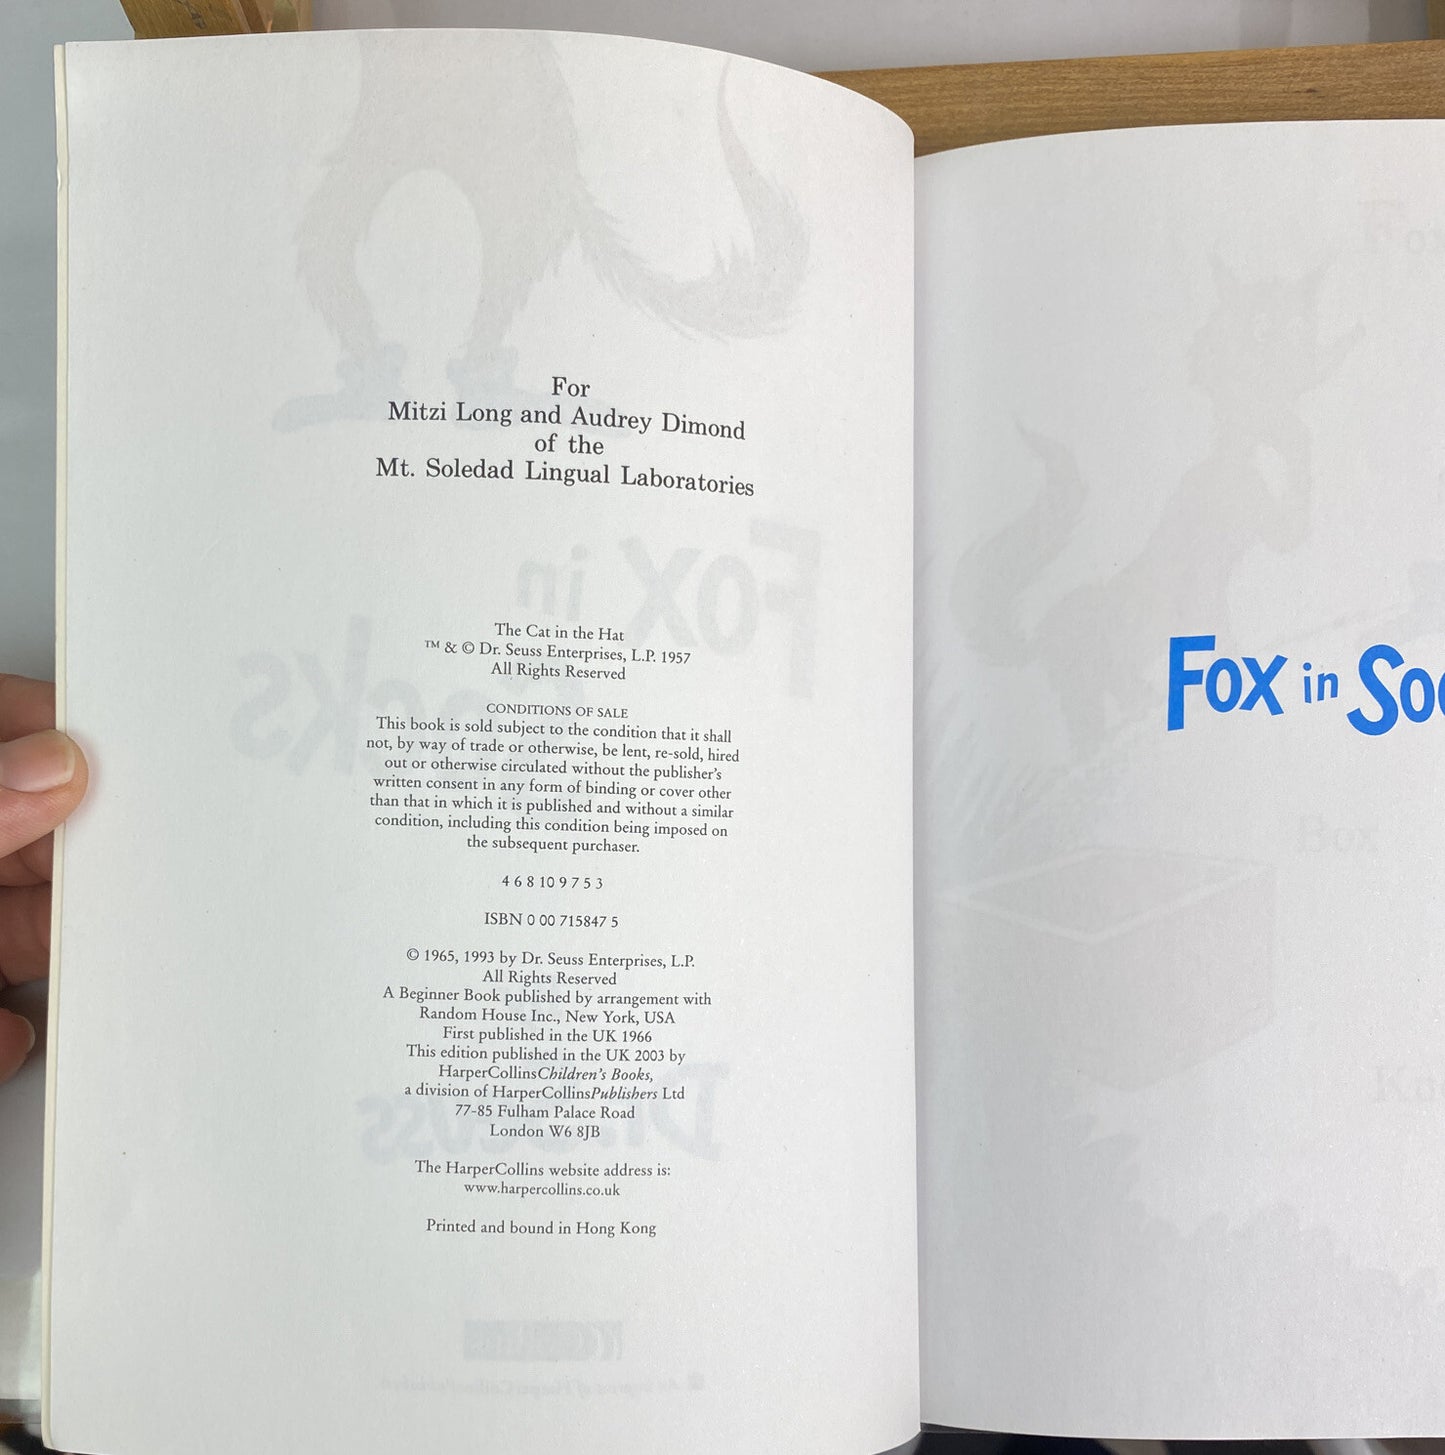 For
Mitzi Long and Audrey Dimond
of the
Mt. Soledad Lingual Laboratories
The Cat in the Hat
™ & © Dr. Seuss Enterprises, L.P. 1957
All Rights Reserved
CONDITIONS OF SALE
This book is sold subject to the condition that it shall
not, by way of trade or otherwise, be lent, re-sold, hired
out or otherwise circulated without the publisher's
written consent in any form of binding or cover other
than that in which it is published and without a similar
condition, including this condition being imposed on
the subsequent purchaser.
4 6 8 10 9 7 5 3
ISBN 0 00 715847 5
© 1965, 1993 by Dr. Seuss Enterprises, L.P.
All Rights Reserved
A Beginner Book published by arrangement with
Random House Inc., New York, USA
First published in the UK 1966
This edition published in the UK 2003 by
HarperCollinsChildren's Books,
a division of HarperCollinsPublishers Ltd
77-85 Fulham Palace Road
London W6 8JB
The HarperCollins website address is:
www.harpercollins.co.uk
Printed and bound in Hong Kong
Fox in